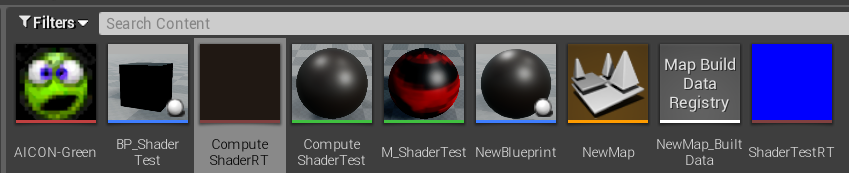 Filters
Search Content
Map Build
Data
Registry
AICON-Green
BP_Shader
Test
Compute
ShaderRT
Compute
ShaderTest
M_ShaderTest
NewBlueprint
NewMap
NewMap_Built
Data
ShaderTestRT